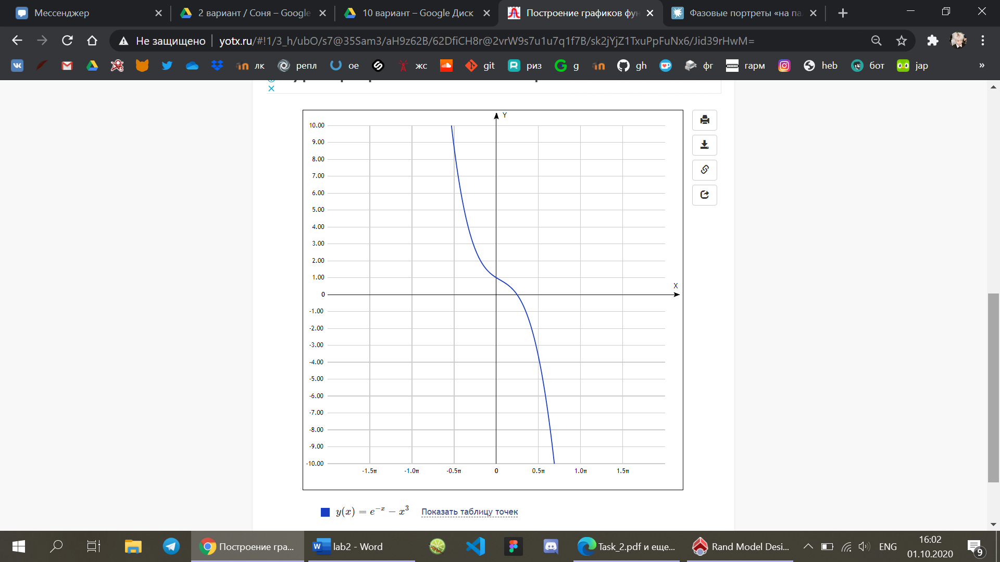 Мессенджер
2 вариант / Соня – Google
10 вариант – Google Диск
Построение графиков фун
Фазовые портреты «на па
Не защищено
yotx.ru/#!1/3_h/ubO/s7@35Sam3/aH9z62B/62DfiCH8r@2vrW9s7u1u7q1f7B/sk2jYjZ1TxuPpFuNx6/Jid39rHwM=
лк
репл
oe
жс
git
риз
g
gh
фг
гарм
heb
бот
jap
»
Y
10.00
9.00
8.00
7.00
6.00
5.00
4.00
3.00
2.00
1.00
0
-1.00
-2.00
-3.00
-4.00
-5.00
-6.00
-7.00
-8.00
-9.00
-10.00
X
-1.5π -1.0π -0.5π 0 0.5π 1.0π 1.5π
y(x) = e^{-x} − x^3 Показать таблицу точек
Построение гра...
lab2 - Word
Task_2.pdf и еще...
Rand Model Desi...
ENG
16:02
01.10.2020
9